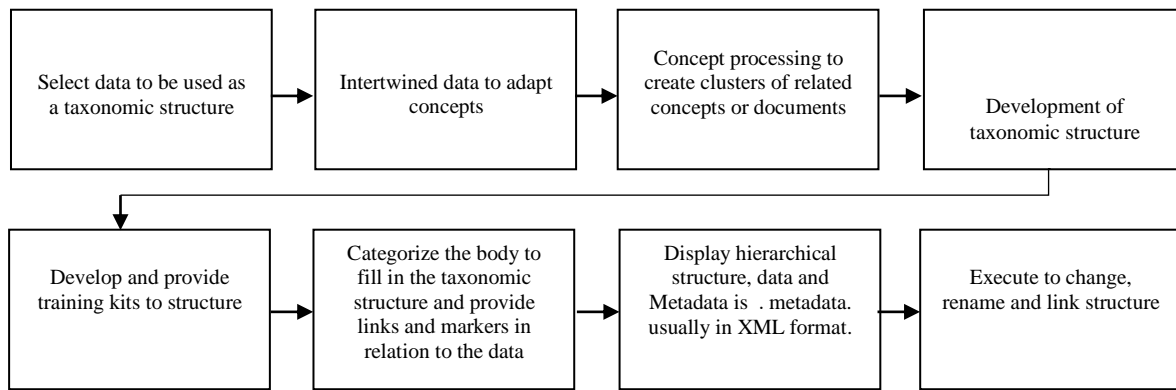 Select data to be used as
a taxonomic structure
Intertwined data to adapt
concepts
Concept processing to
create clusters of related
concepts or documents
Development of
taxonomic structure
Develop and provide
training kits to structure
Categorize the body to
fill in the taxonomic
structure and provide
links and markers in
relation to the data
Display hierarchical
structure, data and
Metadata is . metadata.
usually in XML format.
Execute to change,
rename and link structure